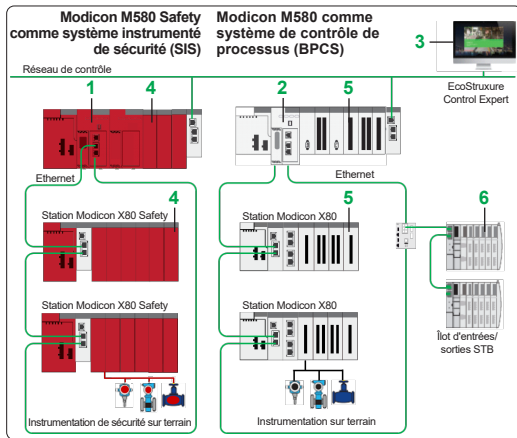 Modicon M580 Safety
comme système instrumenté
de sécurité (SIS)
Modicon M580 comme
système de contrôle de
processus (BPCS)
3
EcoStruxure
Control Expert
Réseau de contrôle
1
4
2
5
Ethernet
Ethernet
Station Modicon X80 Safety
4
Station Modicon X80
5
6
Station Modicon X80 Safety
Station Modicon X80
Îlot d'entrées/
sorties STB
Instrumentation de sécurité sur terrain
Instrumentation sur terrain